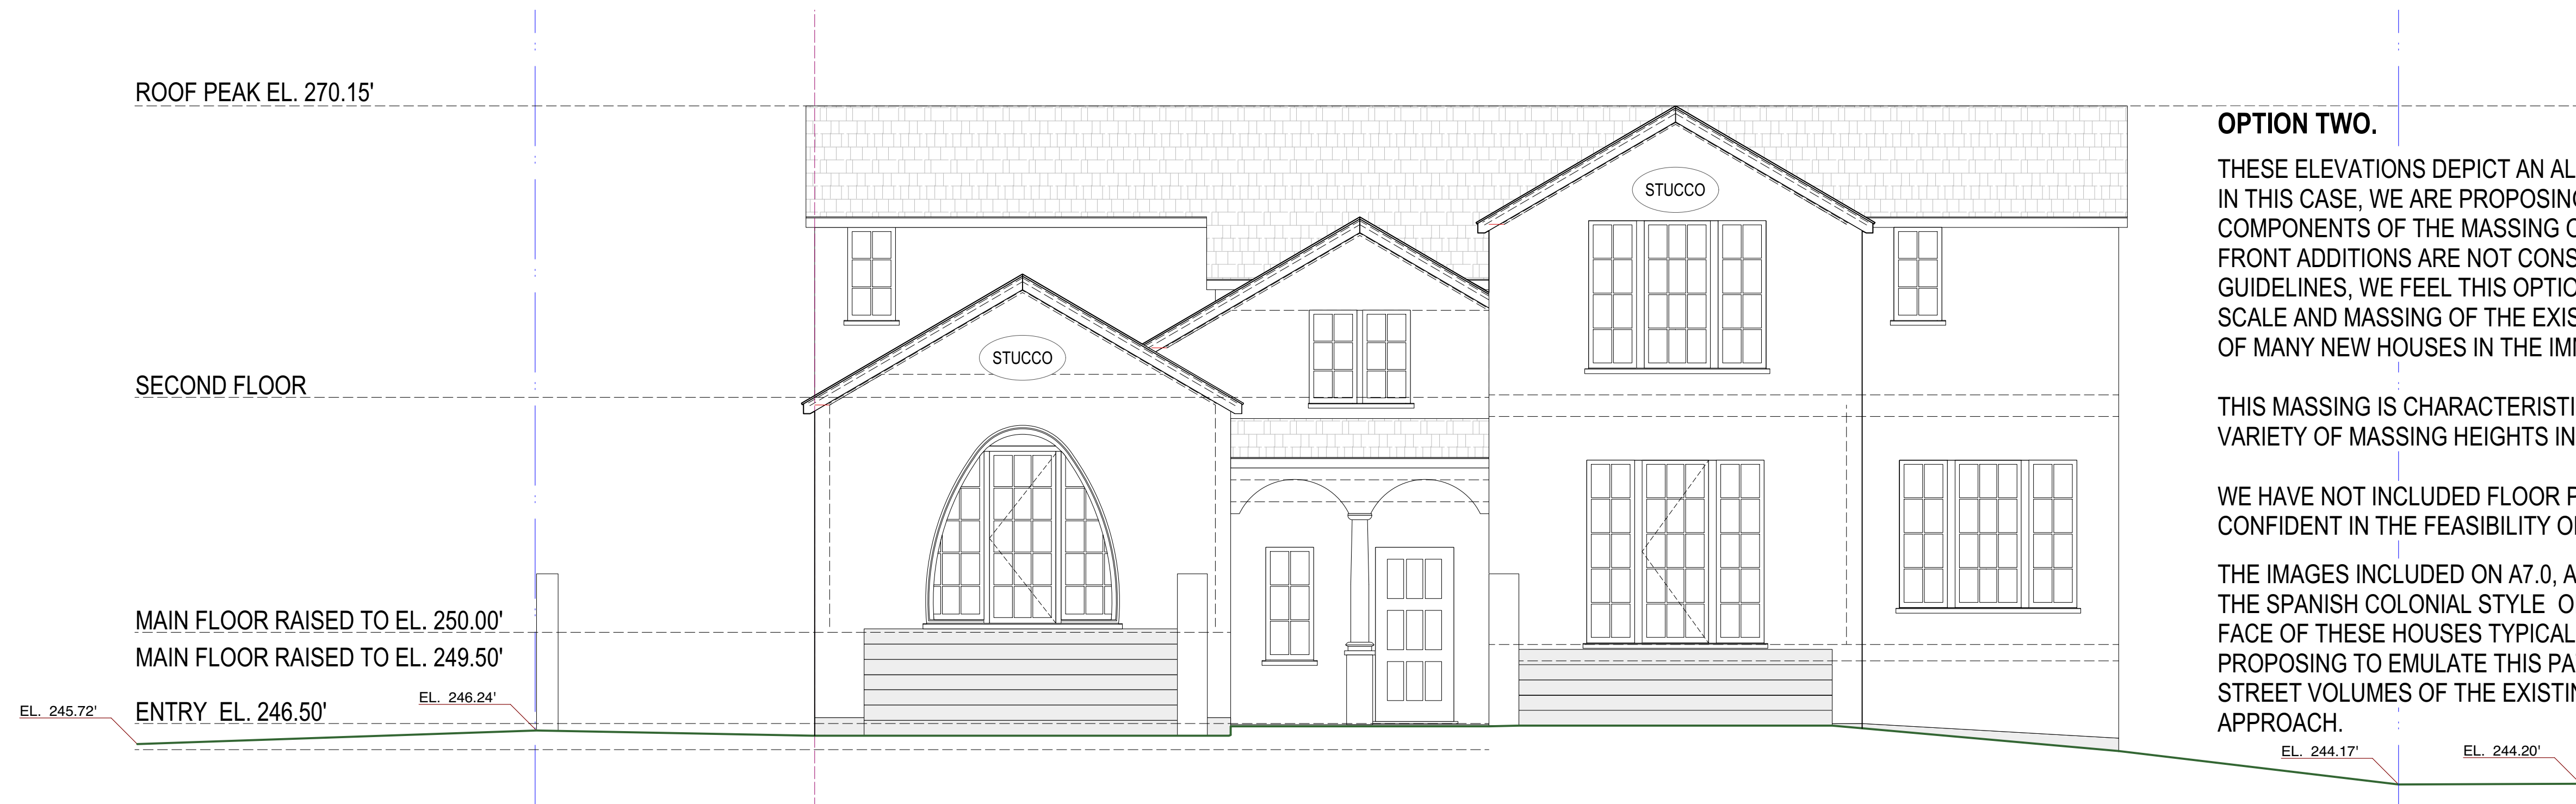 ROOF PEAK EL. 270.15'
STUCCO
STUCCO
SECOND FLOOR
MAIN FLOOR RAISED TO EL. 250.00'
MAIN FLOOR RAISED TO EL. 249.50'
ENTRY EL. 246.50'
EL. 245.72'
EL. 246.24'
OPTION TWO.
THESE ELEVATIONS DEPICT AN AL
IN THIS CASE, WE ARE PROPOSING
COMPONENTS OF THE MASSING O
FRONT ADDITIONS ARE NOT CONS
GUIDELINES, WE FEEL THIS OPTIO
SCALE AND MASSING OF THE EXIS
OF MANY NEW HOUSES IN THE IM
THIS MASSING IS CHARACTERISTI
VARIETY OF MASSING HEIGHTS IN
WE HAVE NOT INCLUDED FLOOR P
CONFIDENT IN THE FEASIBILITY O
THE IMAGES INCLUDED ON A7.0, A
THE SPANISH COLONIAL STYLE O
FACE OF THESE HOUSES TYPICAL
PROPOSING TO EMULATE THIS PA
STREET VOLUMES OF THE EXISTIN
APPROACH.
EL. 244.17'
EL. 244.20'